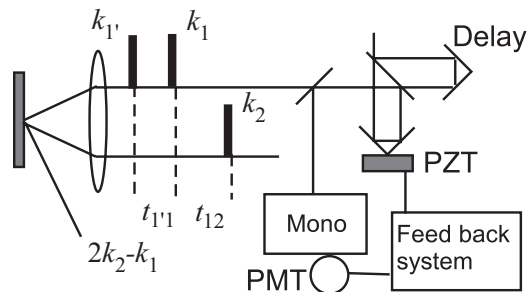 k1'
k1
Delay
k2
PZT
t1'1
t12
Mono
Feed back
system
2k2-k1
PMT